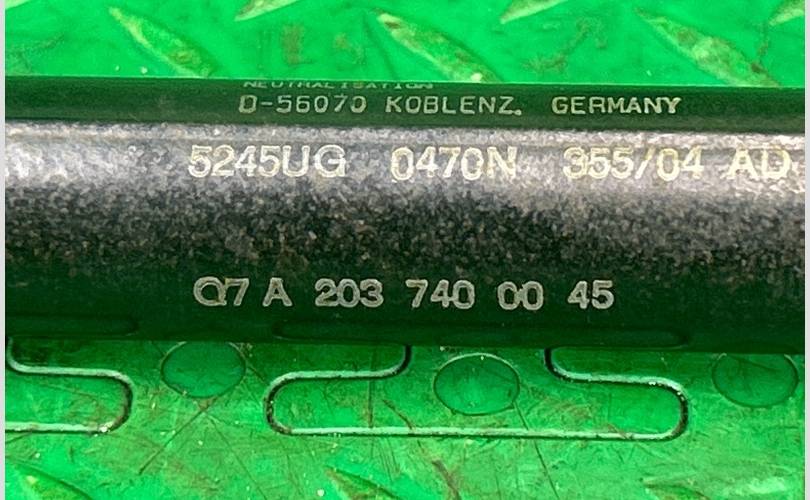 NEUTRALISATION
D-56070 KOBLENZ. GERMANY
5245UG 0470N 355/04 AD
Q7 A 203 740 00 45